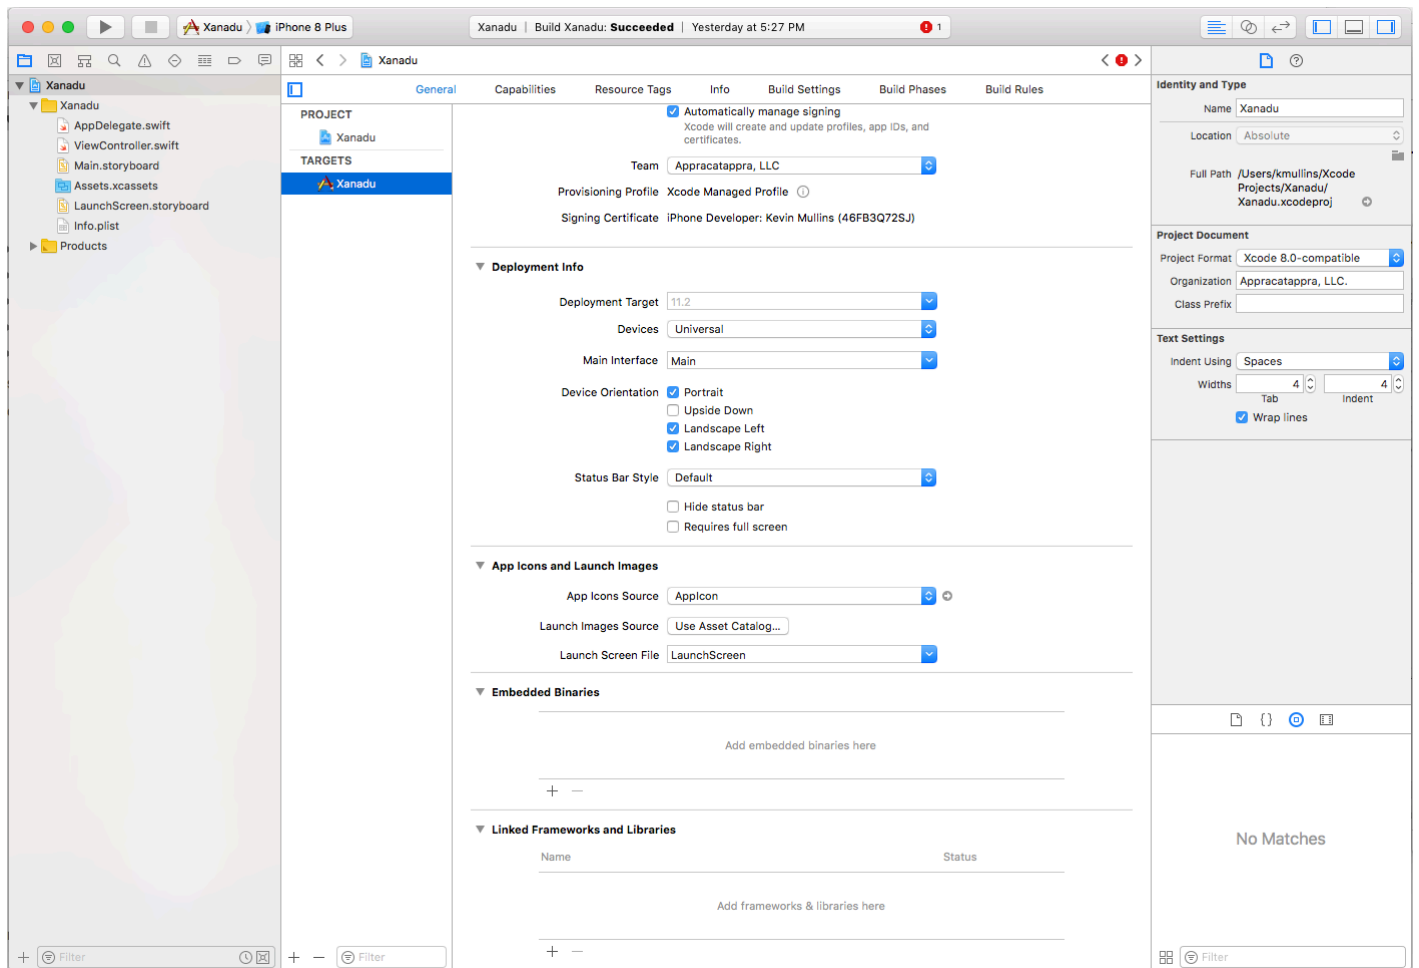 Xanadu iPhone 8 Plus
Xanadu | Build Xanadu: Succeeded | Yesterday at 5:27 PM
1
Xanadu
Xanadu
AppDelegate.swift
ViewController.swift
Main.storyboard
Assets.xcassets
LaunchScreen.storyboard
Info.plist
Products
Filter
Xanadu
General Capabilities Resource Tags Info Build Settings Build Phases Build Rules
PROJECT
Xanadu
TARGETS
Xanadu
Filter
Automatically manage signing
Xcode will create and update profiles, app IDs, and
certificates.
Team Appracatappra, LLC
Provisioning Profile Xcode Managed Profile
Signing Certificate iPhone Developer: Kevin Mullins (46FB3Q72SJ)
Deployment Info
Deployment Target 11.2
Devices Universal
Main Interface Main
Device Orientation Portrait
Upside Down
Landscape Left
Landscape Right
Status Bar Style Default
Hide status bar
Requires full screen
App Icons and Launch Images
App Icons Source AppIcon
Launch Images Source Use Asset Catalog...
Launch Screen File LaunchScreen
Embedded Binaries
Add embedded binaries here
Linked Frameworks and Libraries
Name Status
Add frameworks & libraries here
Identity and Type
Name Xanadu
Location Absolute
Full Path /Users/kmullins/Xcode
Projects/Xanadu/
Xanadu.xcodeproj
Project Document
Project Format Xcode 8.0-compatible
Organization Appracatappra, LLC.
Class Prefix
Text Settings
Indent Using Spaces
Widths 4 4
Tab Indent
Wrap lines
No Matches
Filter